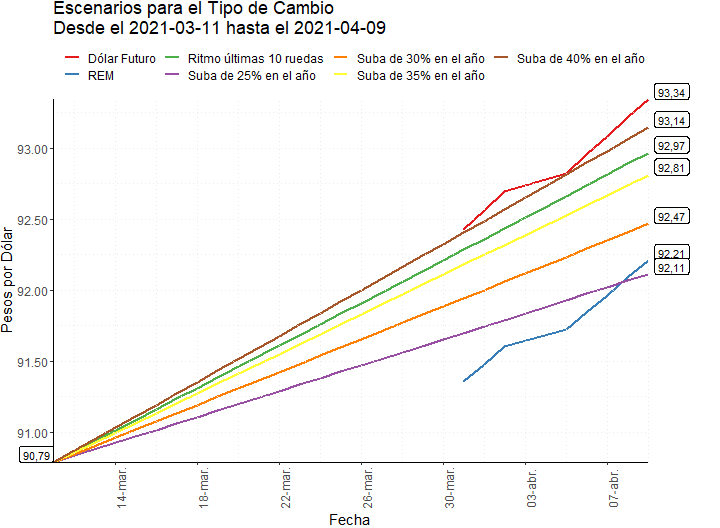 Escenarios para el Tipo de Cambio
Desde el 2021-03-11 hasta el 2021-04-09
Dólar Futuro Ritmo últimas 10 ruedas Suba de 30% en el año Suba de 40% en el año
REM Suba de 25% en el año Suba de 35% en el año
93,34
93,14
93.00
92,97
92,81
92.50
92,47
92,21
92,11
92.00
91.50
91.00
90,79
Pesos por Dólar
14-mar. 18-mar. 22-mar. 26-mar. 30-mar. 03-abr. 07-abr.
Fecha